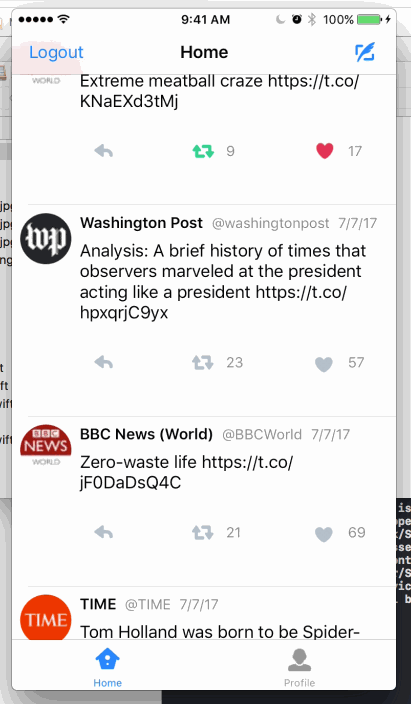 9:41 AM 100%
Logout Home
WORLD
Extreme meatball craze https://t.co/
KNaEXd3tMj
9 17
wp Washington Post @washingtonpost 7/7/17
Analysis: A brief history of times that
observers marveled at the president
acting like a president https://t.co/
hpxqrjC9yx
23 57
BBC NEWS WORLD BBC News (World) @BBCWorld 7/7/17
Zero-waste life https://t.co/
jF0DaDsQ4C
21 69
TIME TIME @TIME 7/7/17
Tom Holland was born to be Spider-
Home Profile